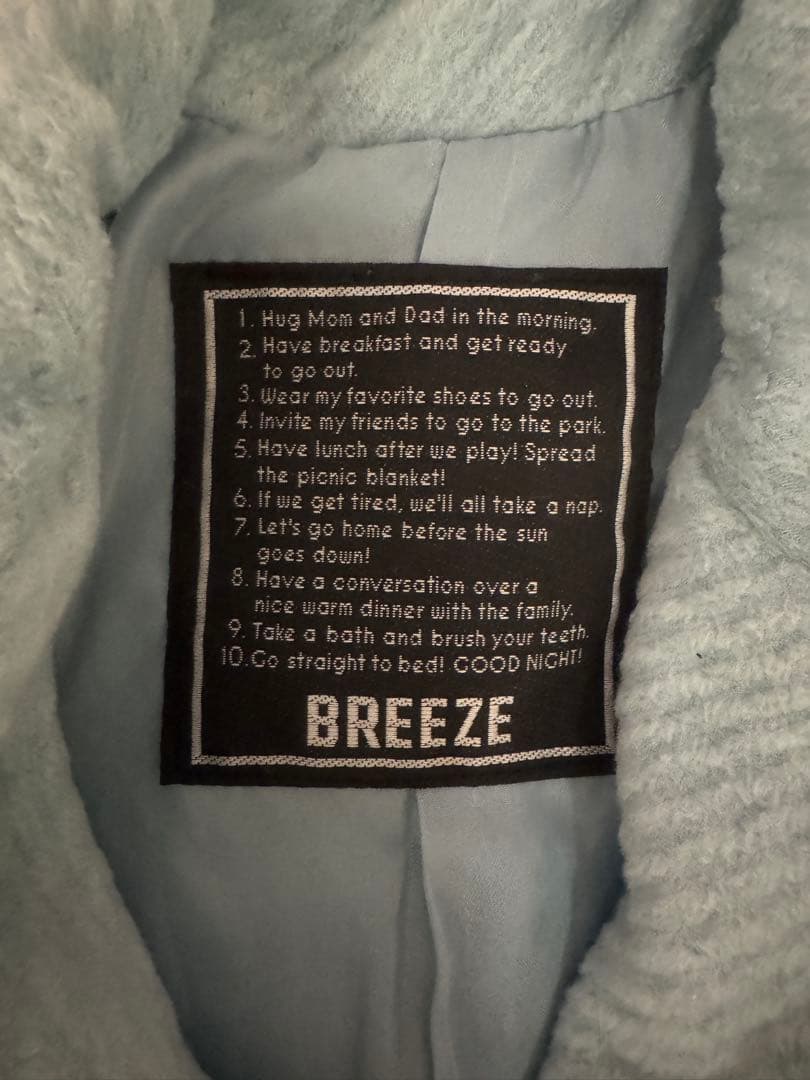 1. Hug Mom and Dad in the morning.
2. Have breakfast and get ready
to go out.
3. Wear my favorite shoes to go out.
4. Invite my friends to go to the park.
5. Have lunch after we play! Spread
the picnic blanket!
6. If we get tired, we'll all take a nap.
7. Let's go home before the sun
goes down!
8. Have a conversation over a
nice warm dinner with the family.
9. Take a bath and brush your teeth.
10. Go straight to bed! GOOD NIGHT!
BREEZE